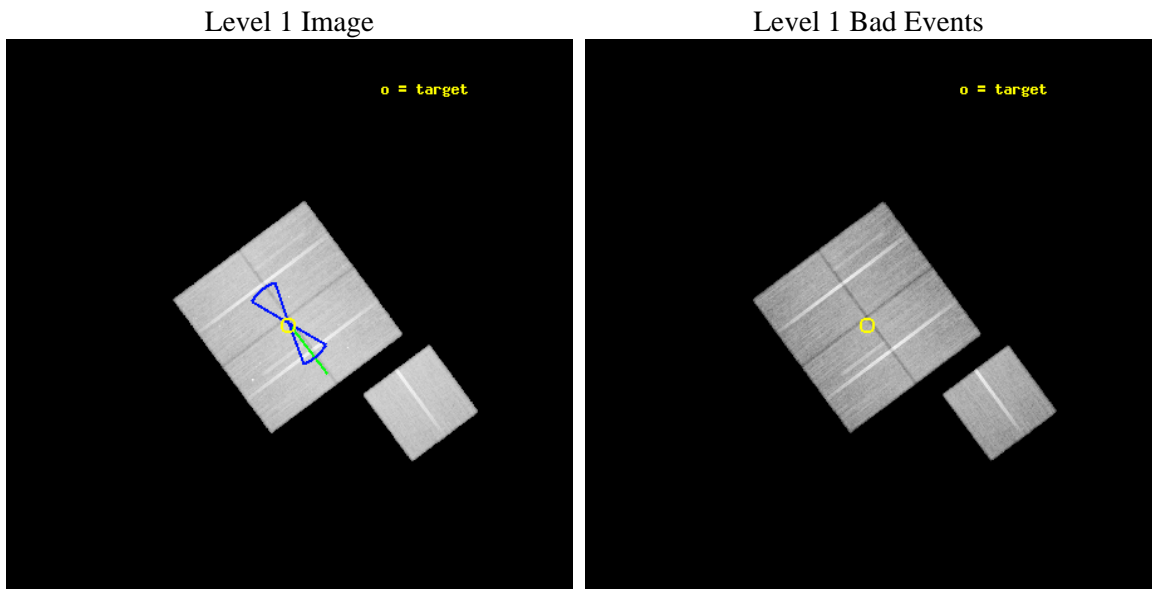 Level 1 Image
Level 1 Bad Events
o = target
o = target